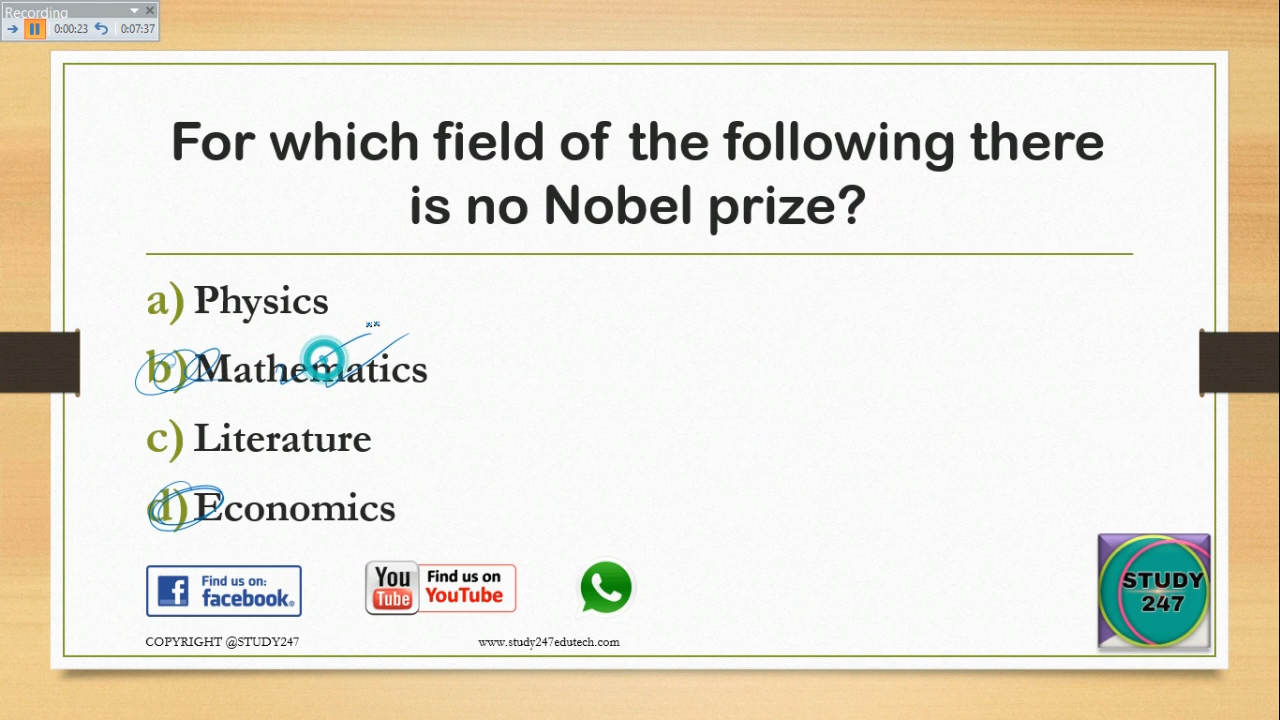 Recording
0:00:23 0:07:37
For which field of the following there
is no Nobel prize?
a) Physics
b) Mathematics
c) Literature
d) Economics
Find us on:
facebook.
You
Tube
Find us on
YouTube
STUDY
247
COPYRIGHT @STUDY247
www.study247edutech.com